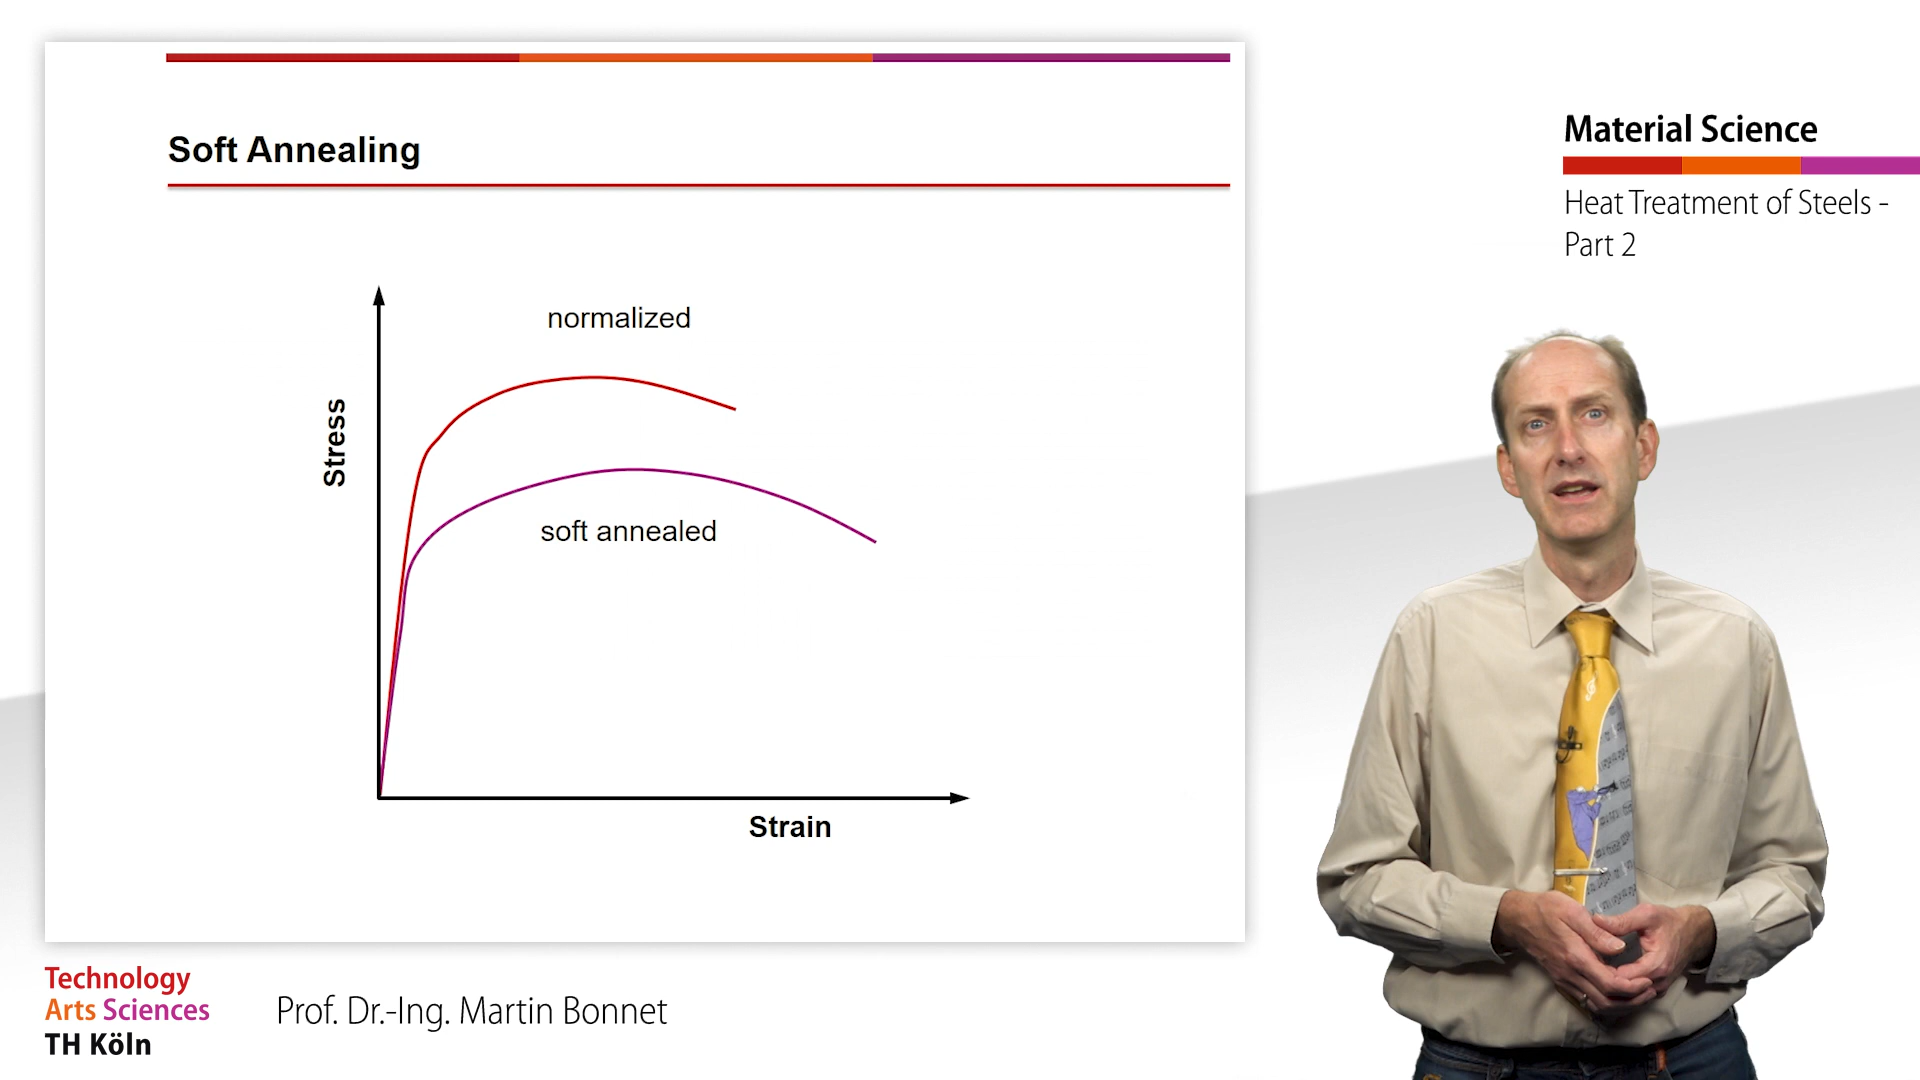 Soft Annealing
normalized
Stress
soft annealed
Strain
Material Science
Heat Treatment of Steels -
Part 2
Technology
Arts Sciences
TH Köln
Prof. Dr.-Ing. Martin Bonnet